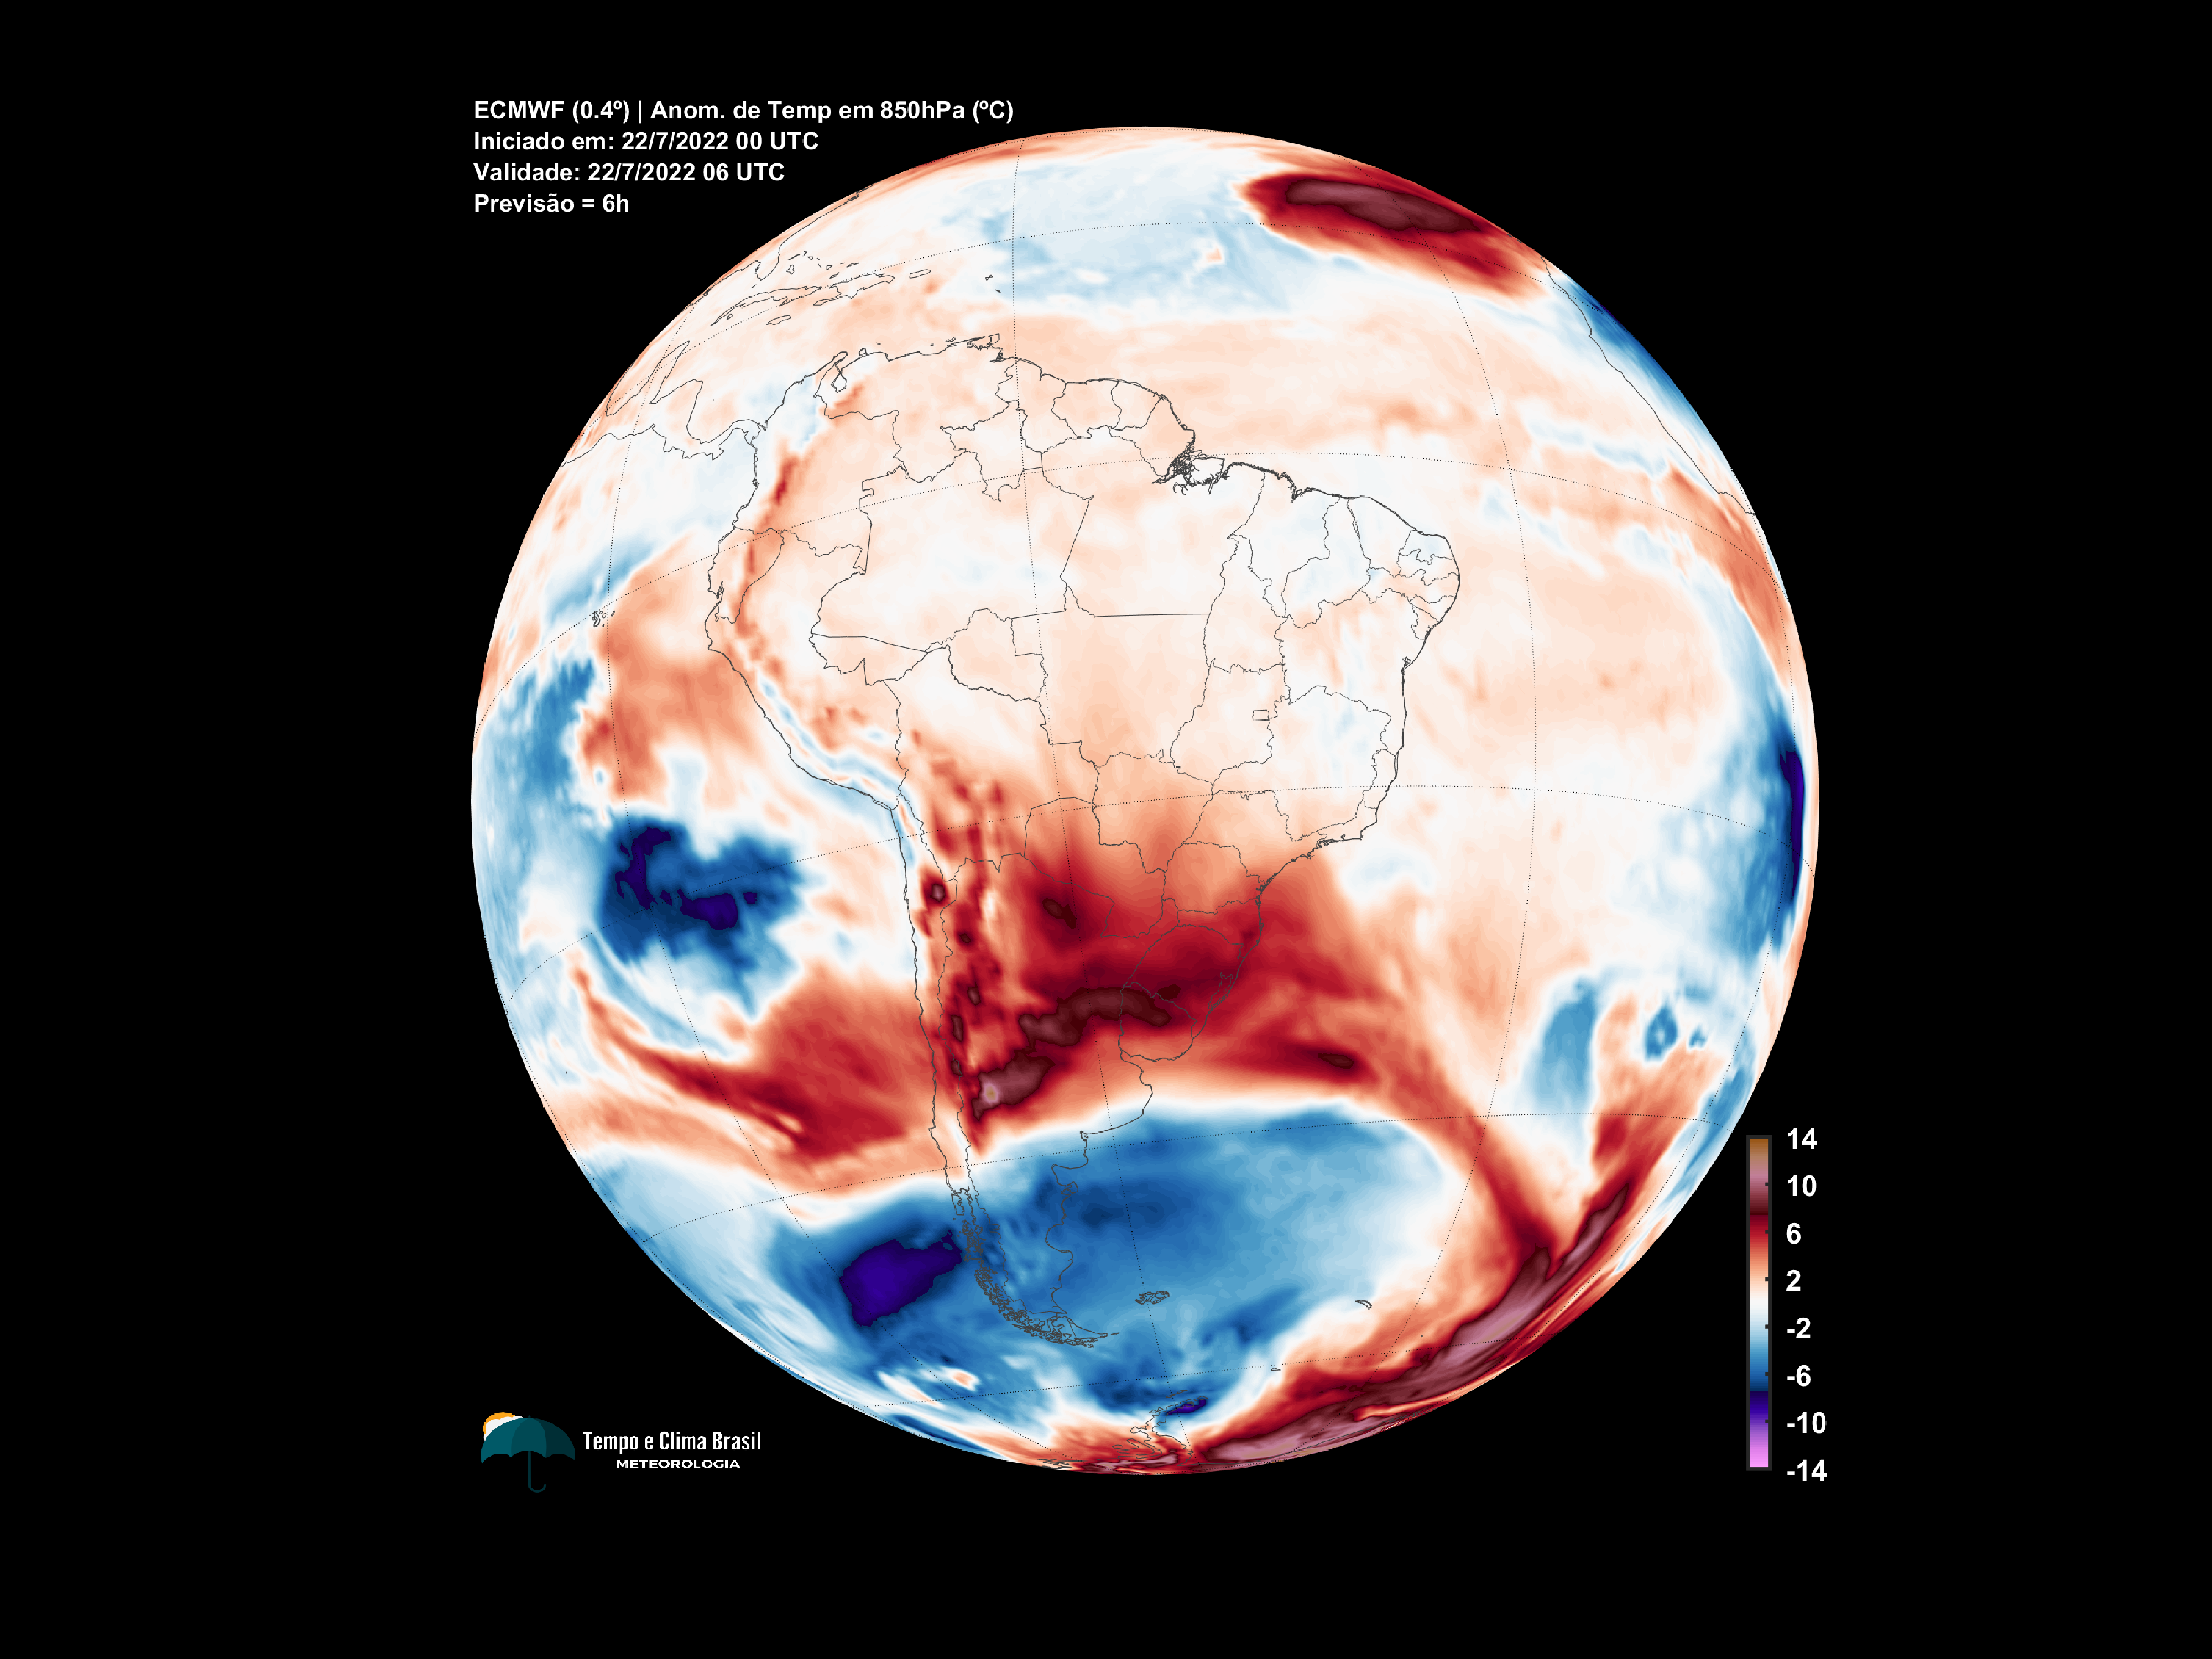 ECMWF (0.4º) | Anom. de Temp em 850hPa (ºC)
Iniciado em: 22/7/2022 00 UTC
Validade: 22/7/2022 06 UTC
Previsão = 6h
14
10
6
2
-2
-6
-10
-14
Tempo e Clima Brasil
METEOROLOGIA